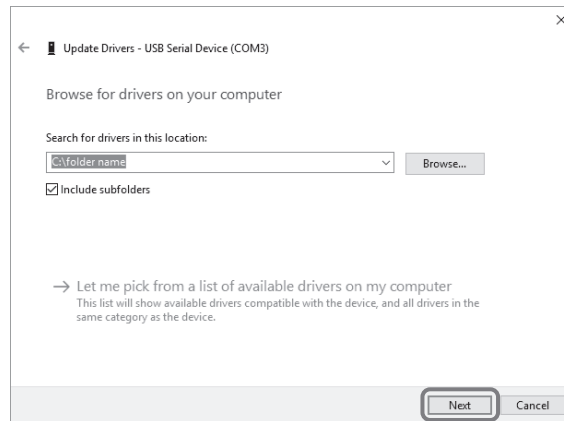 Update Drivers - USB Serial Device (COM3)
Browse for drivers on your computer
Search for drivers in this location:
C:\folder name
Browse...
Include subfolders
Let me pick from a list of available drivers on my computer
This list will show available drivers compatible with the device, and all drivers in the
same category as the device.
Next
Cancel